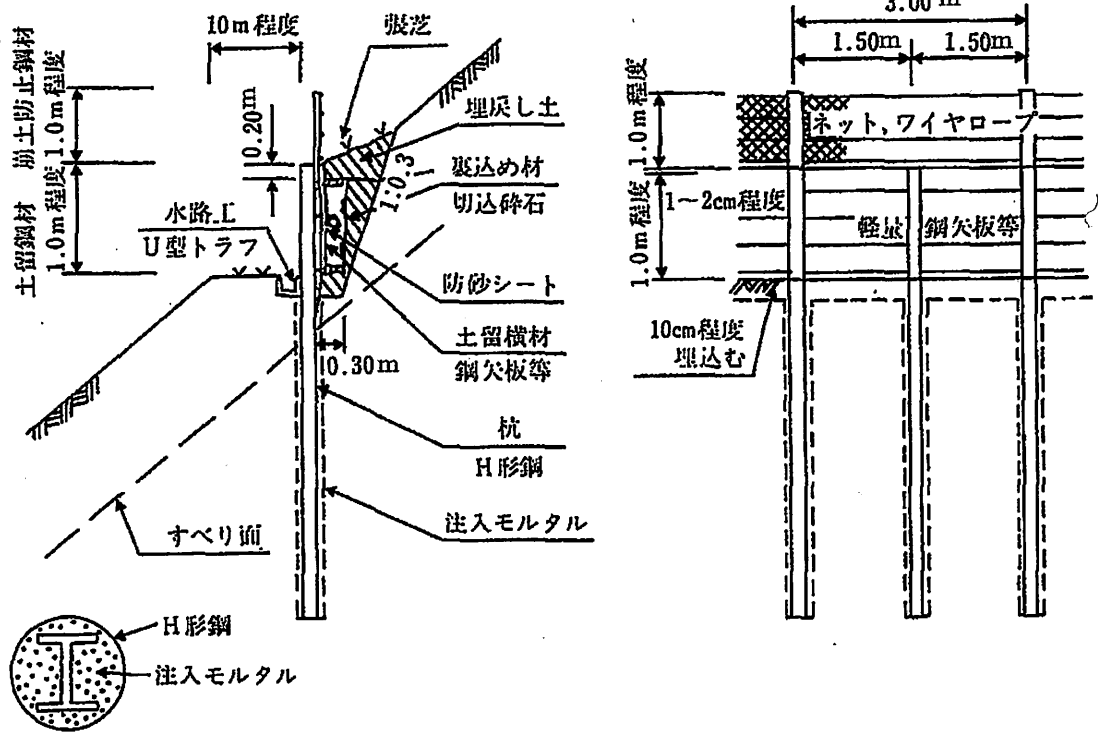 10m程度
張芝
崩土防止鋼材
1.0m程度
0.20m
埋戻し土
1:0.3
裏込め材
切込砕石
土留鋼材
1.0m程度
水路工
U型トラフ
防砂シート
土留横材
鋼矢板等
0.30m
杭
H形鋼
注入モルタル
すべり面
H形鋼
注入モルタル
3.00m
1.50m
1.50m
1.0m程度
ネット,ワイヤロープ
1.0m程度
1～2cm程度
軽量鋼矢板等
10cm程度
埋込む